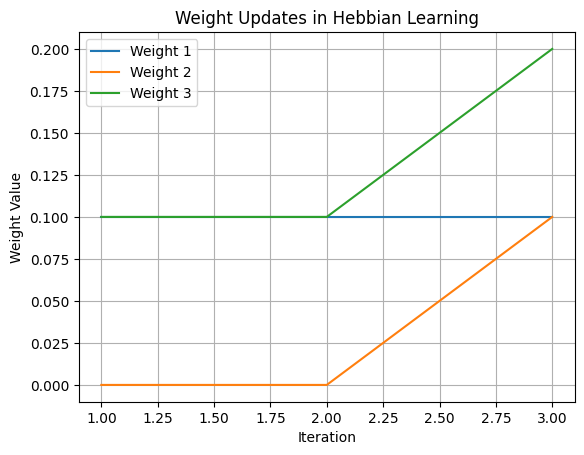 Weight Updates in Hebbian Learning
Weight 1
Weight 2
Weight 3
Weight Value
0.200
0.175
0.150
0.125
0.100
0.075
0.050
0.025
0.000
1.00 1.25 1.50 1.75 2.00 2.25 2.50 2.75 3.00
Iteration